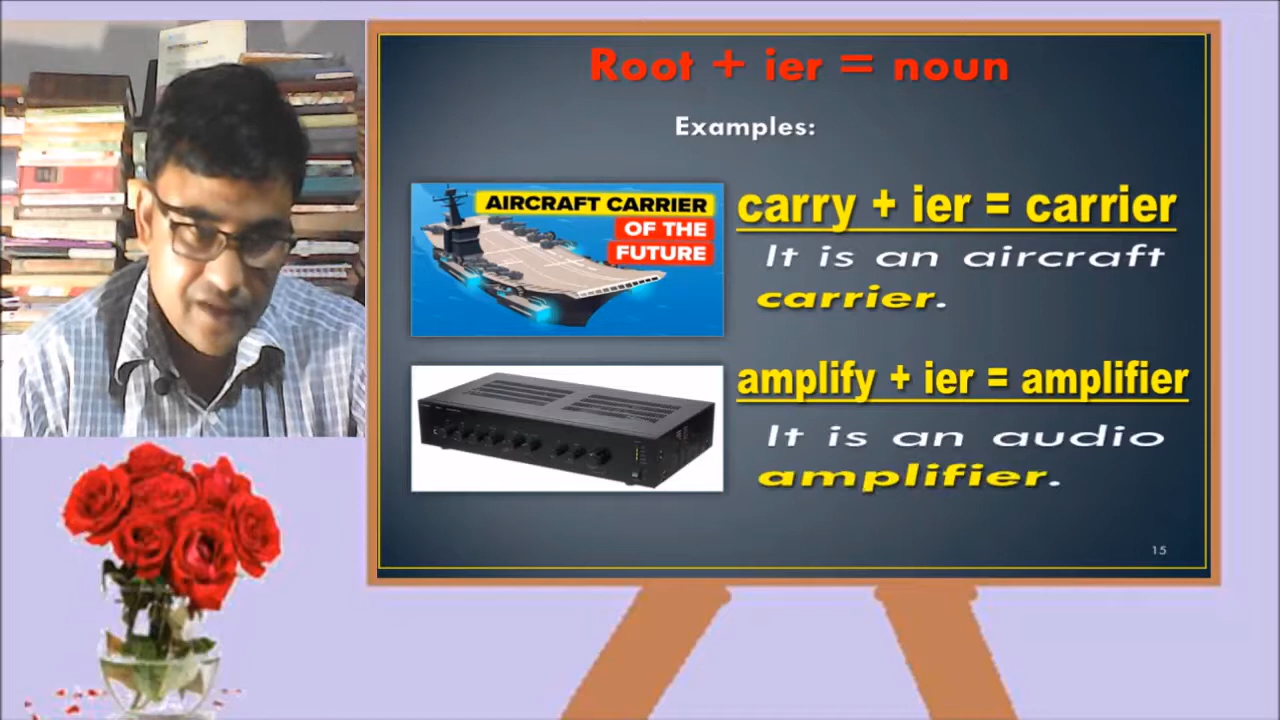 Root + ier = noun
Examples:
AIRCRAFT CARRIER
OF THE
FUTURE
carry + ier = carrier
It is an aircraft
carrier.
amplify + ier = amplifier
It is an audio
amplifier.
15